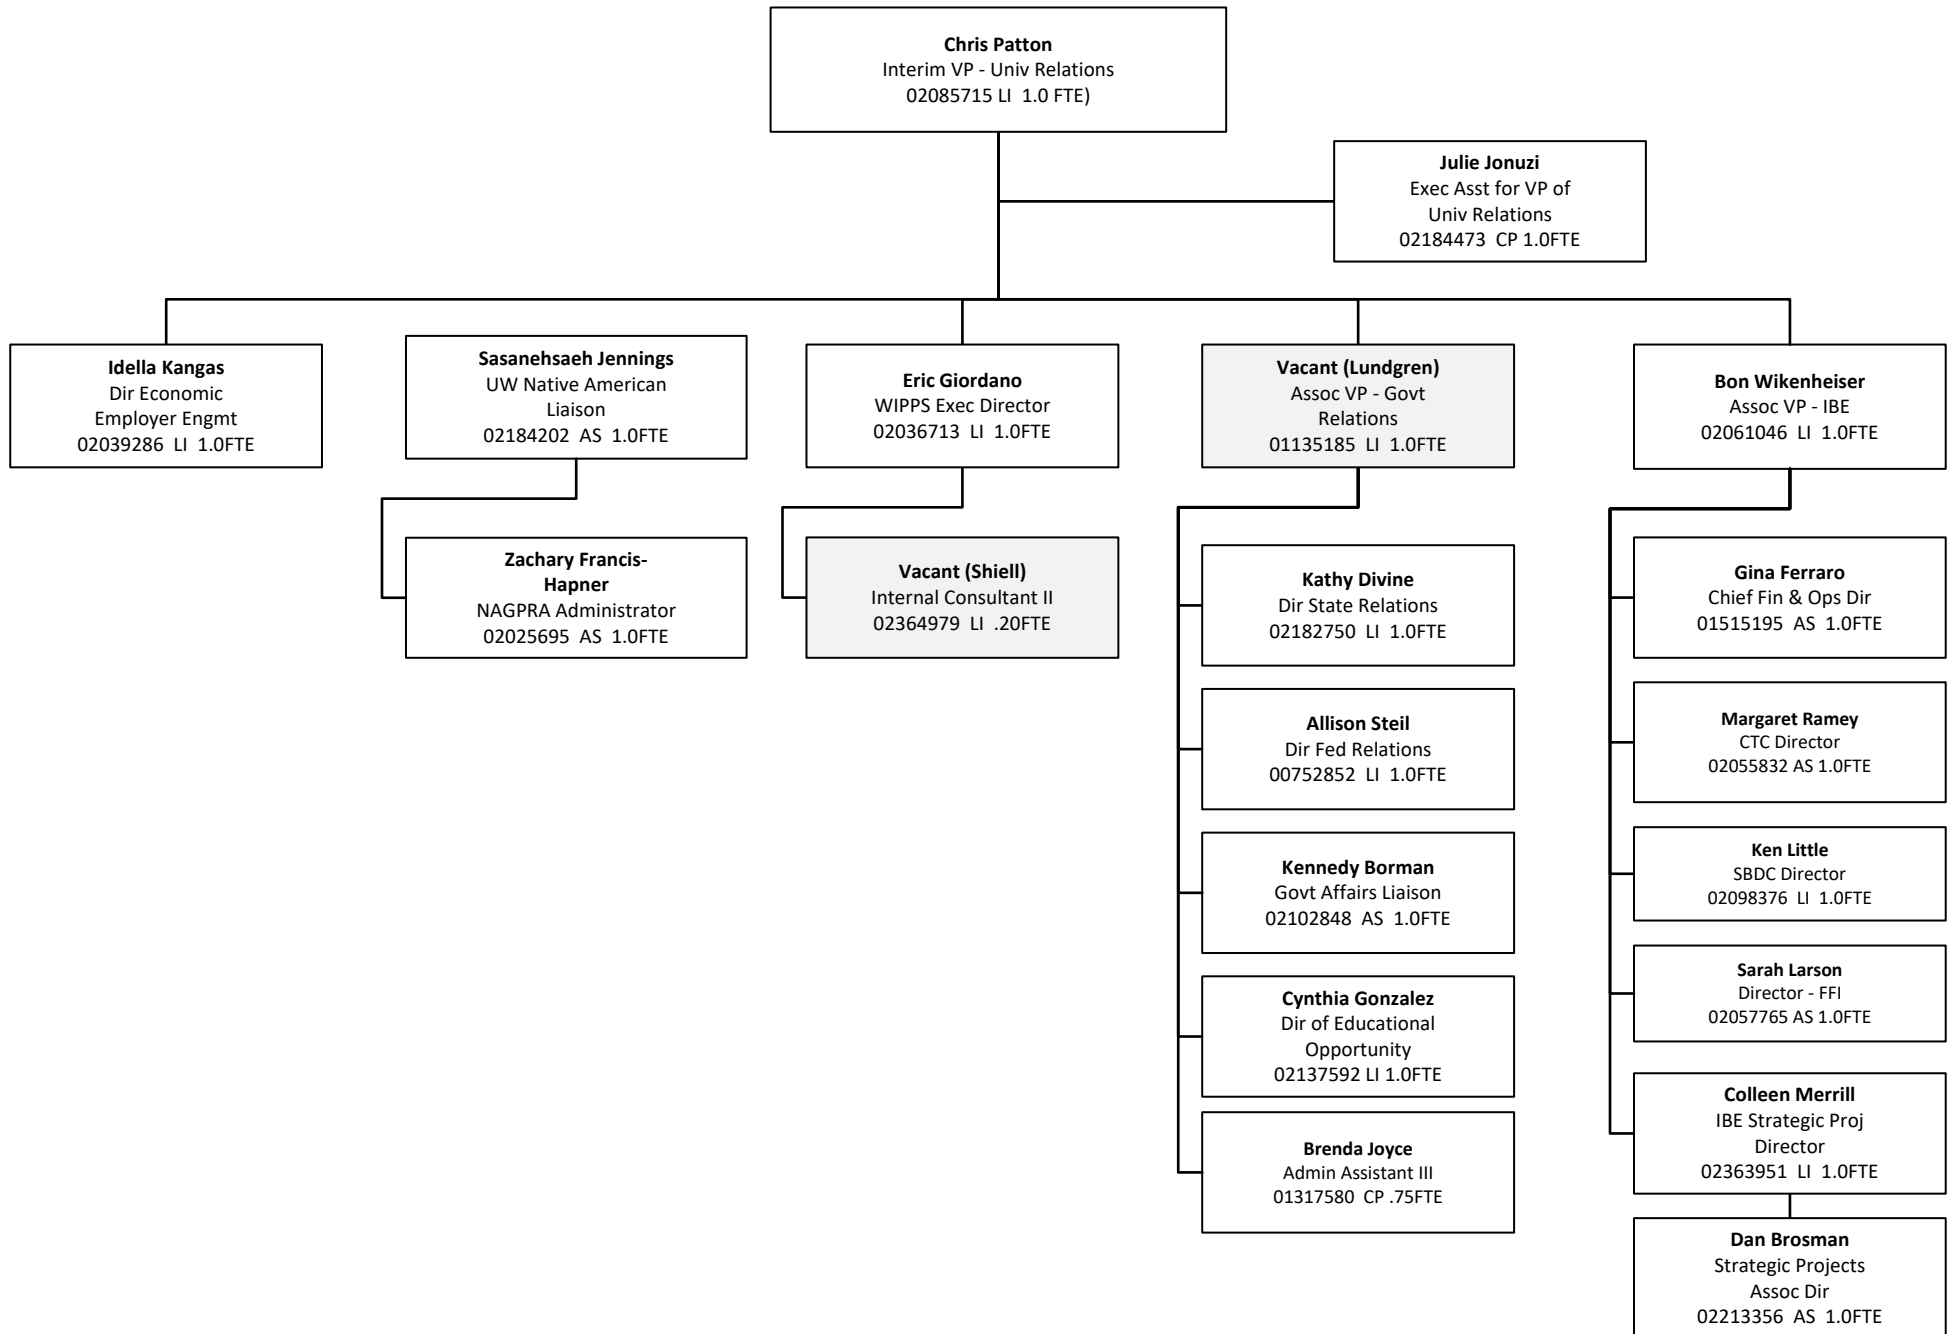 Chris Patton
Interim VP - Univ Relations
02085715 LI  1.0 FTE)
Julie Jonuzi
Exec Asst for VP of
Univ Relations
02184473  CP 1.0FTE
Idella Kangas
Dir Economic
Employer Engmt
02039286  LI  1.0FTE
Sasanehsaeh Jennings
UW Native American
Liaison
02184202  AS  1.0FTE
Eric Giordano
WIPPS Exec Director
02036713  LI  1.0FTE
Vacant (Lundgren)
Assoc VP - Govt
Relations
01135185  LI  1.0FTE
Bon Wikenheiser
Assoc VP - IBE
02061046  LI  1.0FTE
Zachary Francis-
Hapner
NAGPRA Administrator
02025695  AS  1.0FTE
Vacant (Shiell)
Internal Consultant II
02364979  LI  .20FTE
Kathy Divine
Dir State Relations
02182750  LI  1.0FTE
Allison Steil
Dir Fed Relations
00752852  LI  1.0FTE
Kennedy Borman
Govt Affairs Liaison
02102848  AS  1.0FTE
Cynthia Gonzalez
Dir of Educational
Opportunity
02137592 LI 1.0FTE
Brenda Joyce
Admin Assistant III
01317580  CP .75FTE
Gina Ferraro
Chief Fin & Ops Dir
01515195  AS  1.0FTE
Margaret Ramey
CTC Director
02055832 AS 1.0FTE
Ken Little
SBDC Director
02098376  LI  1.0FTE
Sarah Larson
Director - FFI
02057765 AS 1.0FTE
Colleen Merrill
IBE Strategic Proj
Director
02363951  LI  1.0FTE
Dan Brosman
Strategic Projects
Assoc Dir
02213356  AS  1.0FTE